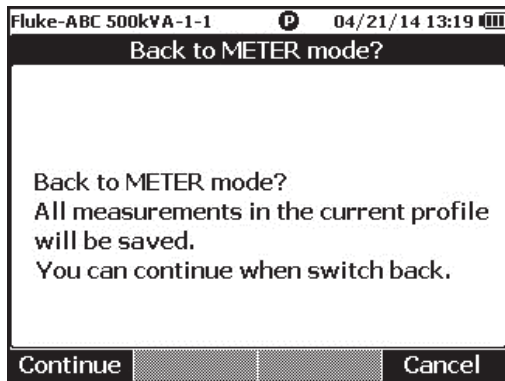 Fluke-ABC 500kVA-1-1 P 04/21/14 13:19
Back to METER mode?
Back to METER mode?
All measurements in the current profile
will be saved.
You can continue when switch back.
Continue Cancel